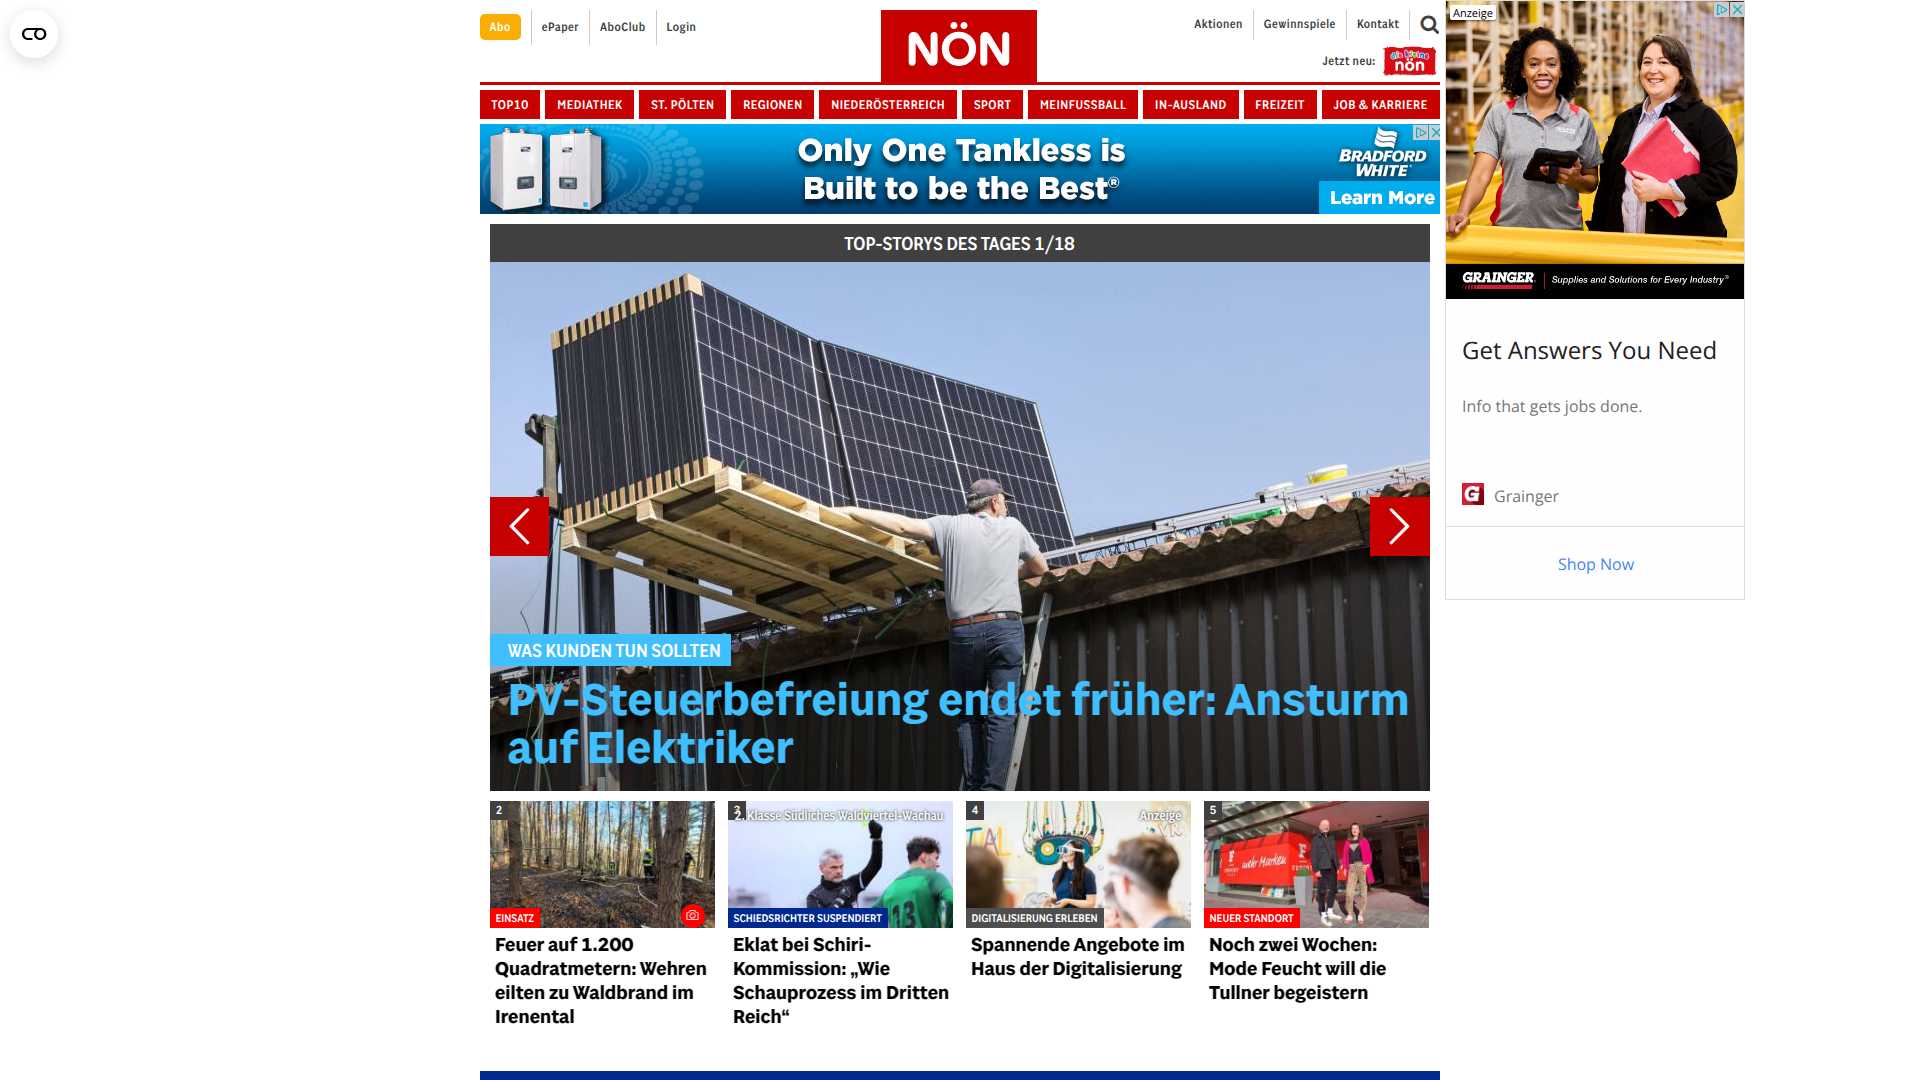 Abo
ePaper
AboClub
Login
NÖN
Aktionen
Gewinnspiele
Kontakt
Jetzt neu:
die kleine
nön
TOP10
MEDIATHEK
ST. PÖLTEN
REGIONEN
NIEDERÖSTERREICH
SPORT
MEINFUSSBALL
IN-AUSLAND
FREIZEIT
JOB & KARRIERE
Only One Tankless is
Built to be the Best®
BRADFORD
WHITE
Learn More
Anzeige
GRAINGER
Supplies and Solutions for Every Industry®
Get Answers You Need
Info that gets jobs done.
G
Grainger
Shop Now
TOP-STORYS DES TAGES 1/18
WAS KUNDEN TUN SOLLTEN
PV-Steuerbefreiung endet früher: Ansturm
auf Elektriker
2
EINSATZ
Feuer auf 1.200
Quadratmetern: Wehren
eilten zu Waldbrand im
Irenental
3
2. Klasse Südliches Waldviertel-Wachau
13
SCHIEDSRICHTER SUSPENDIERT
Eklat bei Schiri-
Kommission: „Wie
Schauprozess im Dritten
Reich“
4
Anzeige
DIGITALISIERUNG ERLEBEN
Spannende Angebote im
Haus der Digitalisierung
5
mehr Marken
NEUER STANDORT
Noch zwei Wochen:
Mode Feucht will die
Tullner begeistern